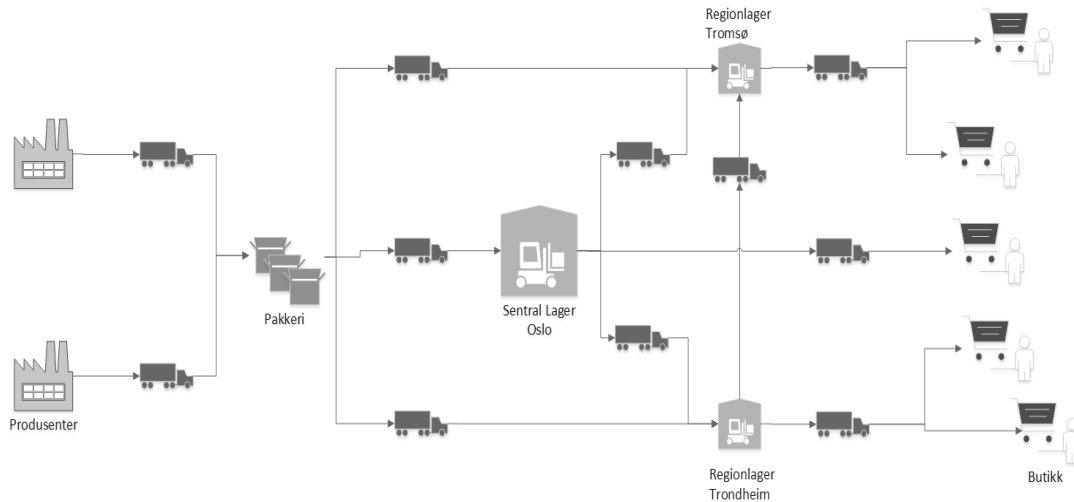 Regionlager
Tromsø
Pakkeri
Sentral Lager
Oslo
Produsenter
Regionlager
Trondheim
Butikk